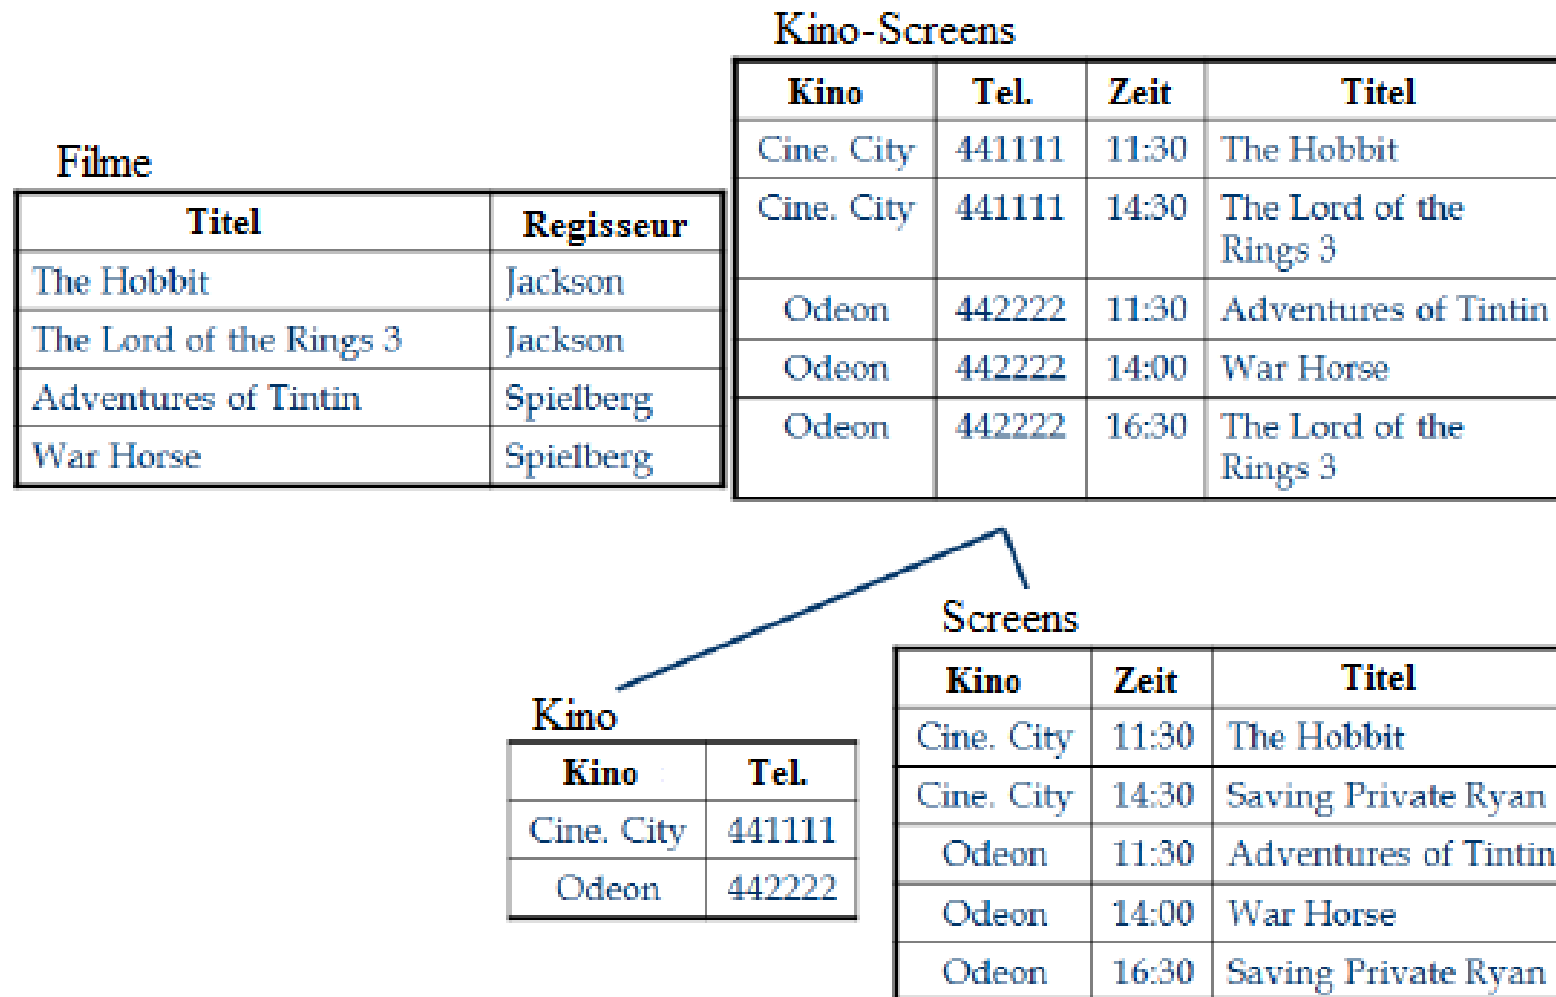 Kino-Screens
Kino Tel. Zeit Titel
Cine. City 441111 11:30 The Hobbit
Cine. City 441111 14:30 The Lord of the
Rings 3
Odeon 442222 11:30 Adventures of Tintin
Odeon 442222 14:00 War Horse
Odeon 442222 16:30 The Lord of the
Rings 3
Filme
Titel Regisseur
The Hobbit Jackson
The Lord of the Rings 3 Jackson
Adventures of Tintin Spielberg
War Horse Spielberg
Kino
Kino Tel.
Cine. City 441111
Odeon 442222
Screens
Kino Zeit Titel
Cine. City 11:30 The Hobbit
Cine. City 14:30 Saving Private Ryan
Odeon 11:30 Adventures of Tintin
Odeon 14:00 War Horse
Odeon 16:30 Saving Private Ryan